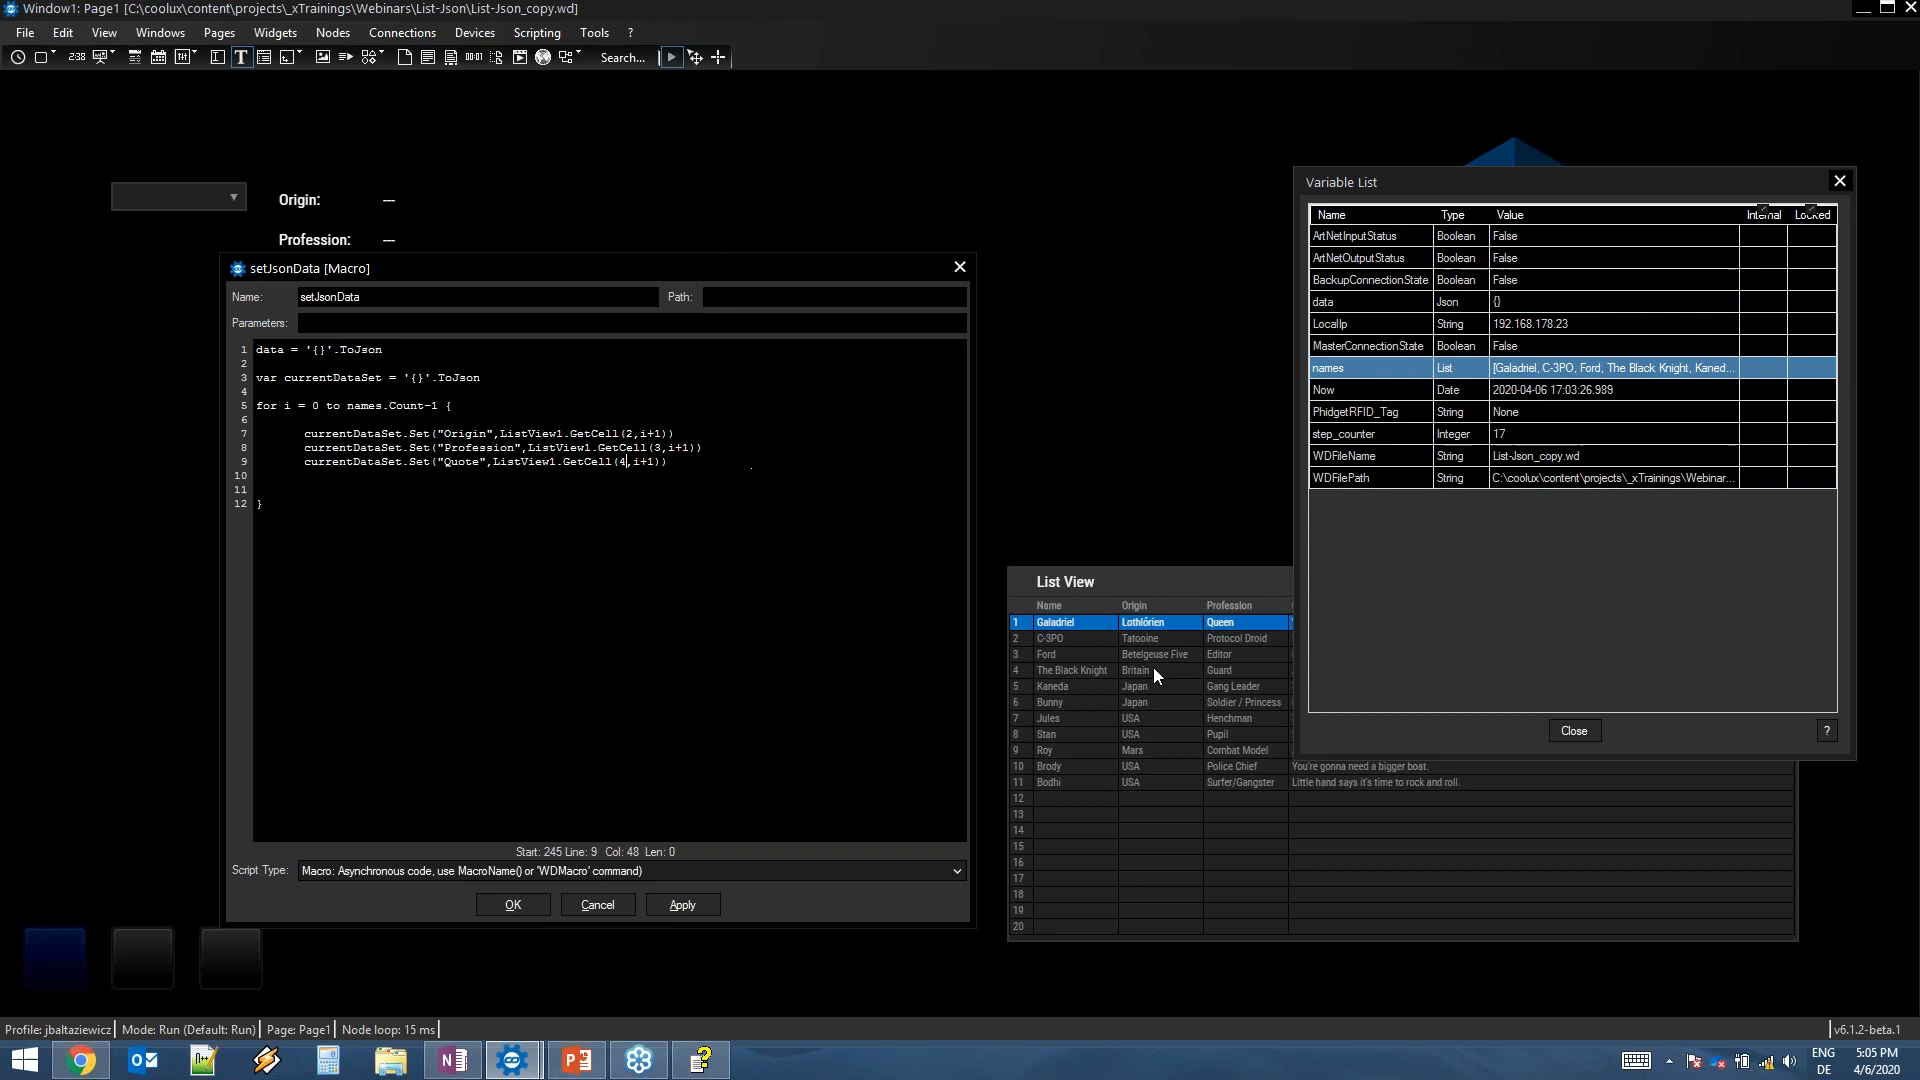 Window1: Page1 [C:\coolux\content\projects\_xTrainings\Webinars\List-Json\List-Json_copy.wd]
File Edit View Windows Pages Widgets Nodes Connections Devices Scripting Tools ?
Search...
Origin: ---
Profession: ---
setJsonData [Macro]
Name: setJsonData Path:
Parameters:
1 data = '{}'.ToJson
2
3 var currentDataSet = '{}'.ToJson
4
5 for i = 0 to names.Count-1 {
6
7 currentDataSet.Set("Origin",ListView1.GetCell(2,i+1))
8 currentDataSet.Set("Profession",ListView1.GetCell(3,i+1))
9 currentDataSet.Set("Quote",ListView1.GetCell(4,i+1))
10
11
12 }
Start: 245 Line: 9 Col: 48 Len: 0
Script Type: Macro: Asynchronous code, use MacroName() or 'WDMacro' command)
OK Cancel Apply
Variable List
Name Type Value Internal Locked
ArtNetInputStatus Boolean False
ArtNetOutputStatus Boolean False
BackupConnectionState Boolean False
data Json {}
LocalIp String 192.168.178.23
MasterConnectionState Boolean False
names List [Galadriel, C-3PO, Ford, The Black Knight, Kaned...
Now Date 2020-04-06 17:03:26.989
PhidgetRFID_Tag String None
step_counter Integer 17
WDFileName String List-Json_copy.wd
WDFilePath String C:\coolux\content\projects\_xTrainings\Webinar...
Close ?
List View
Name Origin Profession
1 Galadriel Lothlórien Queen
2 C-3PO Tatooine Protocol Droid
3 Ford Betelgeuse Five Editor
4 The Black Knight Britain Guard
5 Kaneda Japan Gang Leader
6 Bunny Japan Soldier / Princess
7 Jules USA Henchman
8 Stan USA Pupil
9 Roy Mars Combat Model
10 Brody USA Police Chief You're gonna need a bigger boat.
11 Bodhi USA Surfer/Gangster Little hand says it's time to rock and roll.
12
13
14
15
16
17
18
19
20
Profile: jbaltaziewicz Mode: Run (Default: Run) Page: Page1 Node loop: 15 ms v6.1.2-beta.1
ENG 5:05 PM
DE 4/6/2020